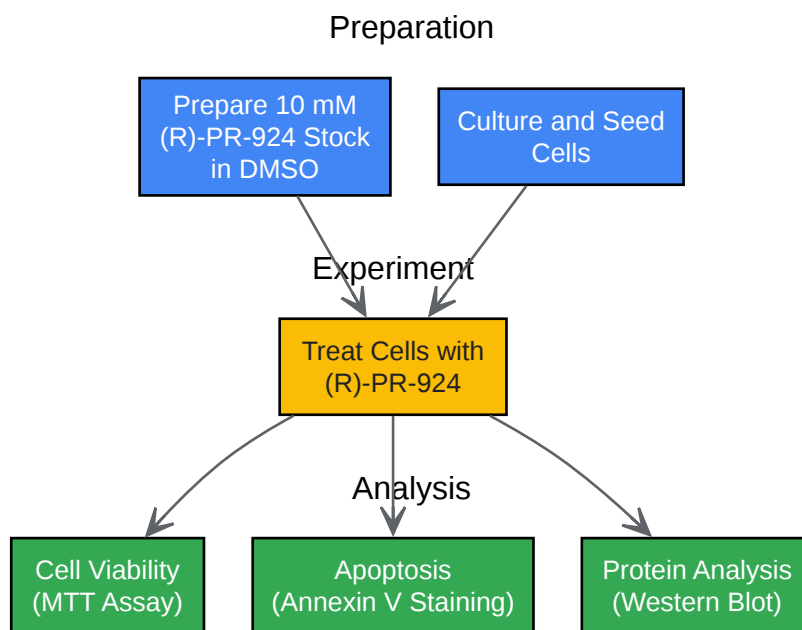 Preparation
Prepare 10 mM
(R)-PR-924 Stock
in DMSO
Culture and Seed
Cells
Experiment
Treat Cells with
(R)-PR-924
Analysis
Cell Viability
(MTT Assay)
Apoptosis
(Annexin V Staining)
Protein Analysis
(Western Blot)